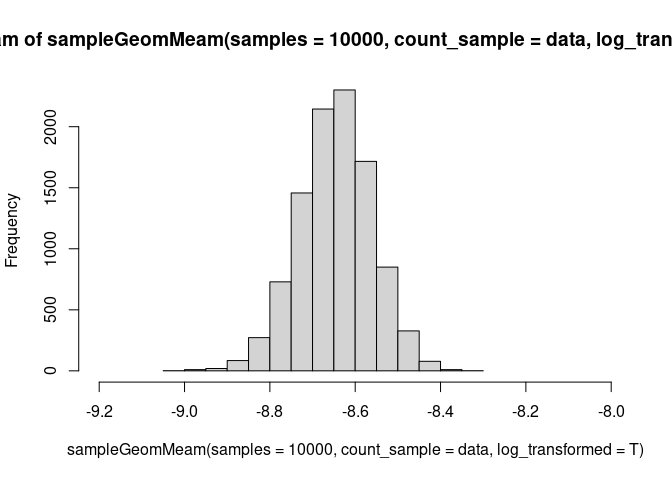 am of sampleGeomMeam(samples = 10000, count_sample = data, log_tran
Frequency
2000
1500
1000
500
0
-9.2 -9.0 -8.8 -8.6 -8.4 -8.2 -8.0
sampleGeomMeam(samples = 10000, count_sample = data, log_transformed = T)